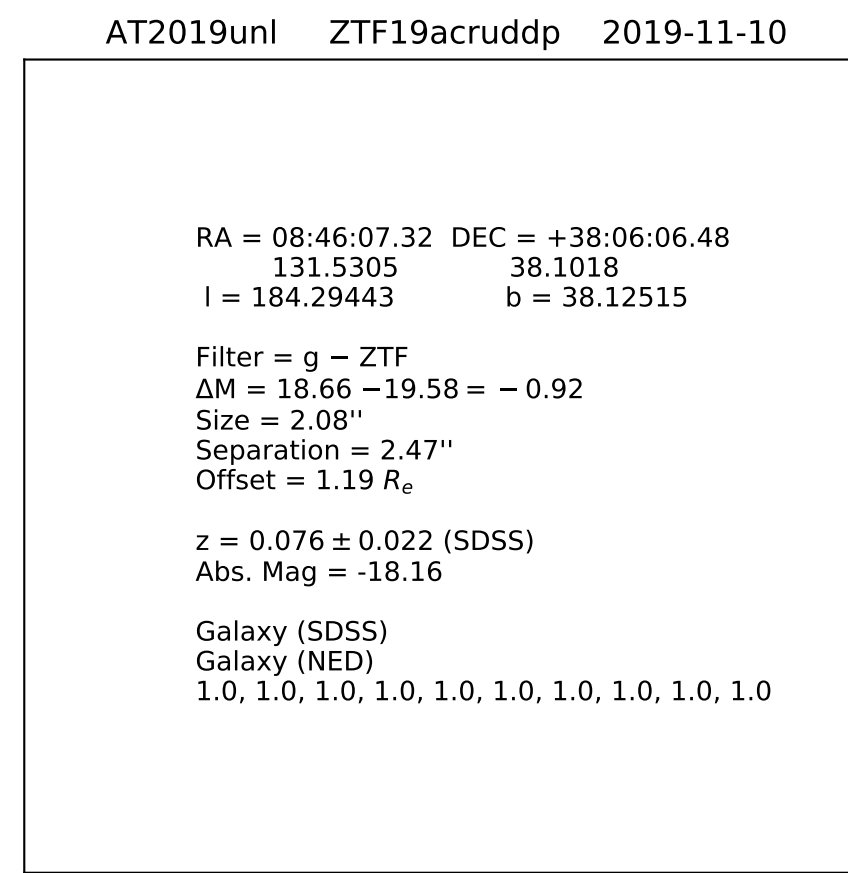 AT2019unl ZTF19acruddp 2019-11-10
RA = 08:46:07.32 DEC = +38:06:06.48
131.5305 38.1018
l = 184.29443 b = 38.12515
Filter = g − ZTF
ΔM = 18.66 −19.58 = − 0.92
Size = 2.08''
Separation = 2.47''
Offset = 1.19 Re
z = 0.076 ± 0.022 (SDSS)
Abs. Mag = -18.16
Galaxy (SDSS)
Galaxy (NED)
1.0, 1.0, 1.0, 1.0, 1.0, 1.0, 1.0, 1.0, 1.0, 1.0